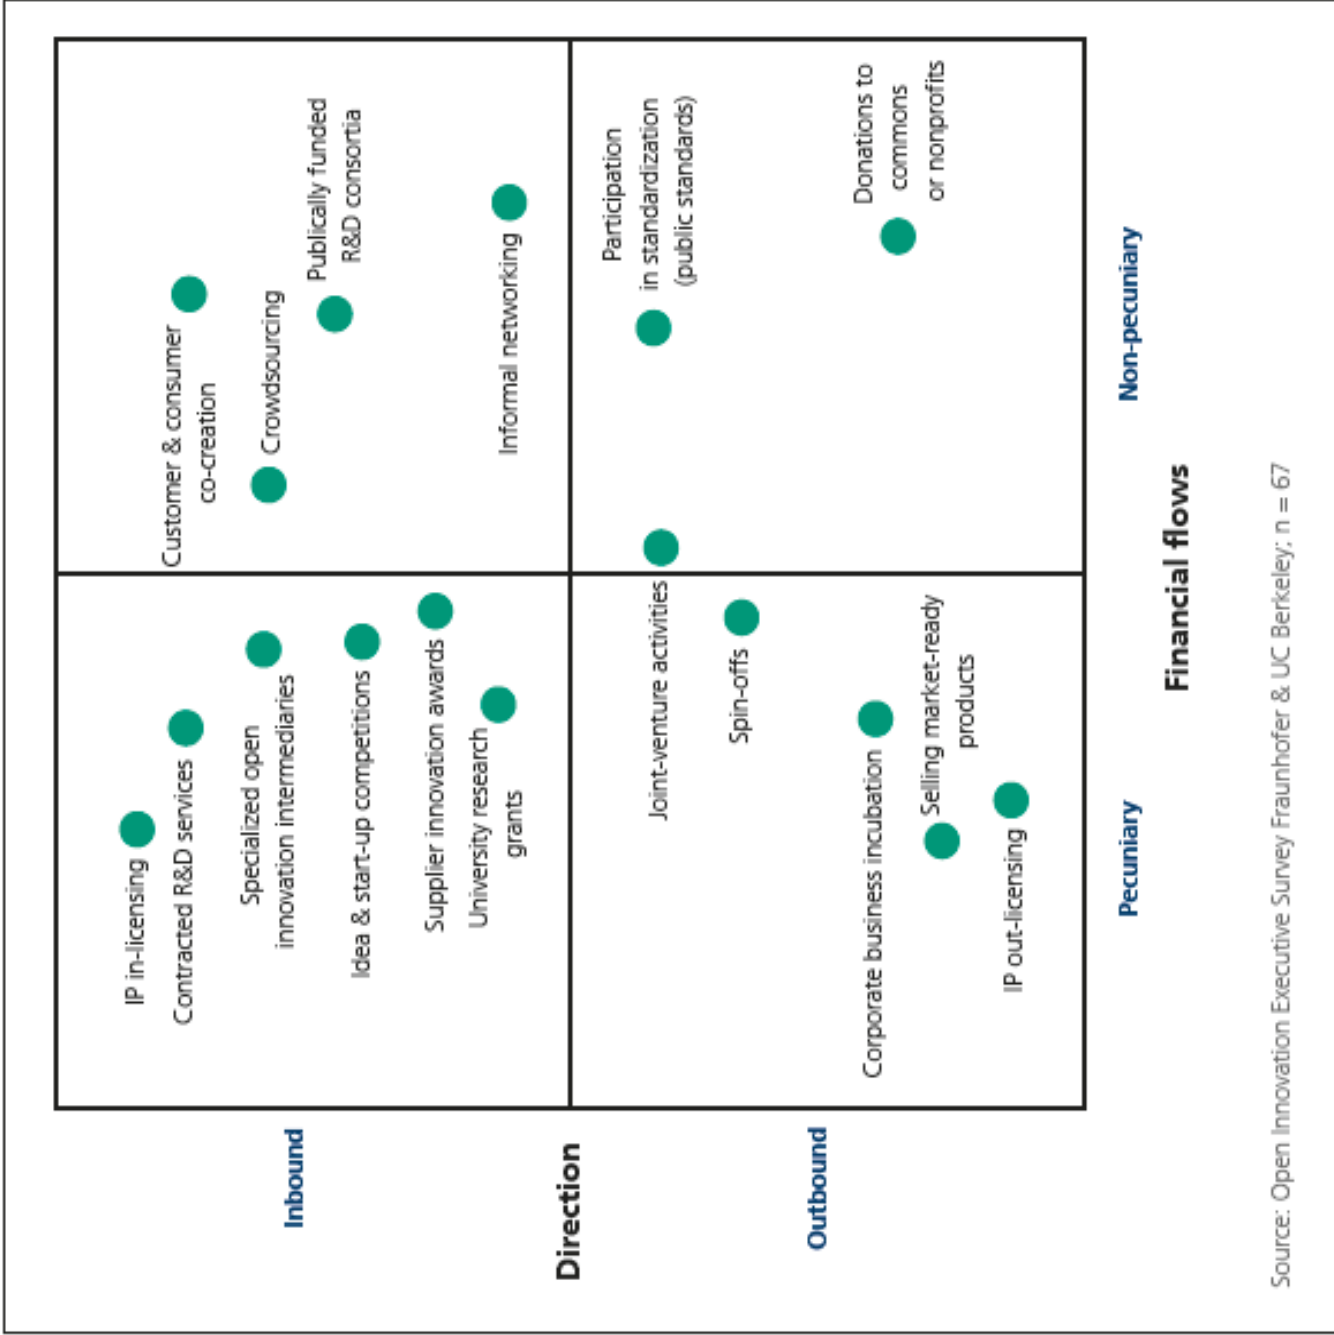 Inbound
Direction
Outbound
IP in-licensing
Contracted R&D services
Specialized open
innovation intermediaries
Idea & start-up competitions
Supplier innovation awards
University research
grants
Customer & consumer
co-creation
Crowdsourcing
Publically funded
R&D consortia
Informal networking
Joint-venture activities
Spin-offs
Corporate business incubation
Selling market-ready
products
IP out-licensing
Participation
in standardization
(public standards)
Donations to
commons
or nonprofits
Pecuniary
Non-pecuniary
Financial flows
Source: Open Innovation Executive Survey Fraunhofer & UC Berkeley; n = 67